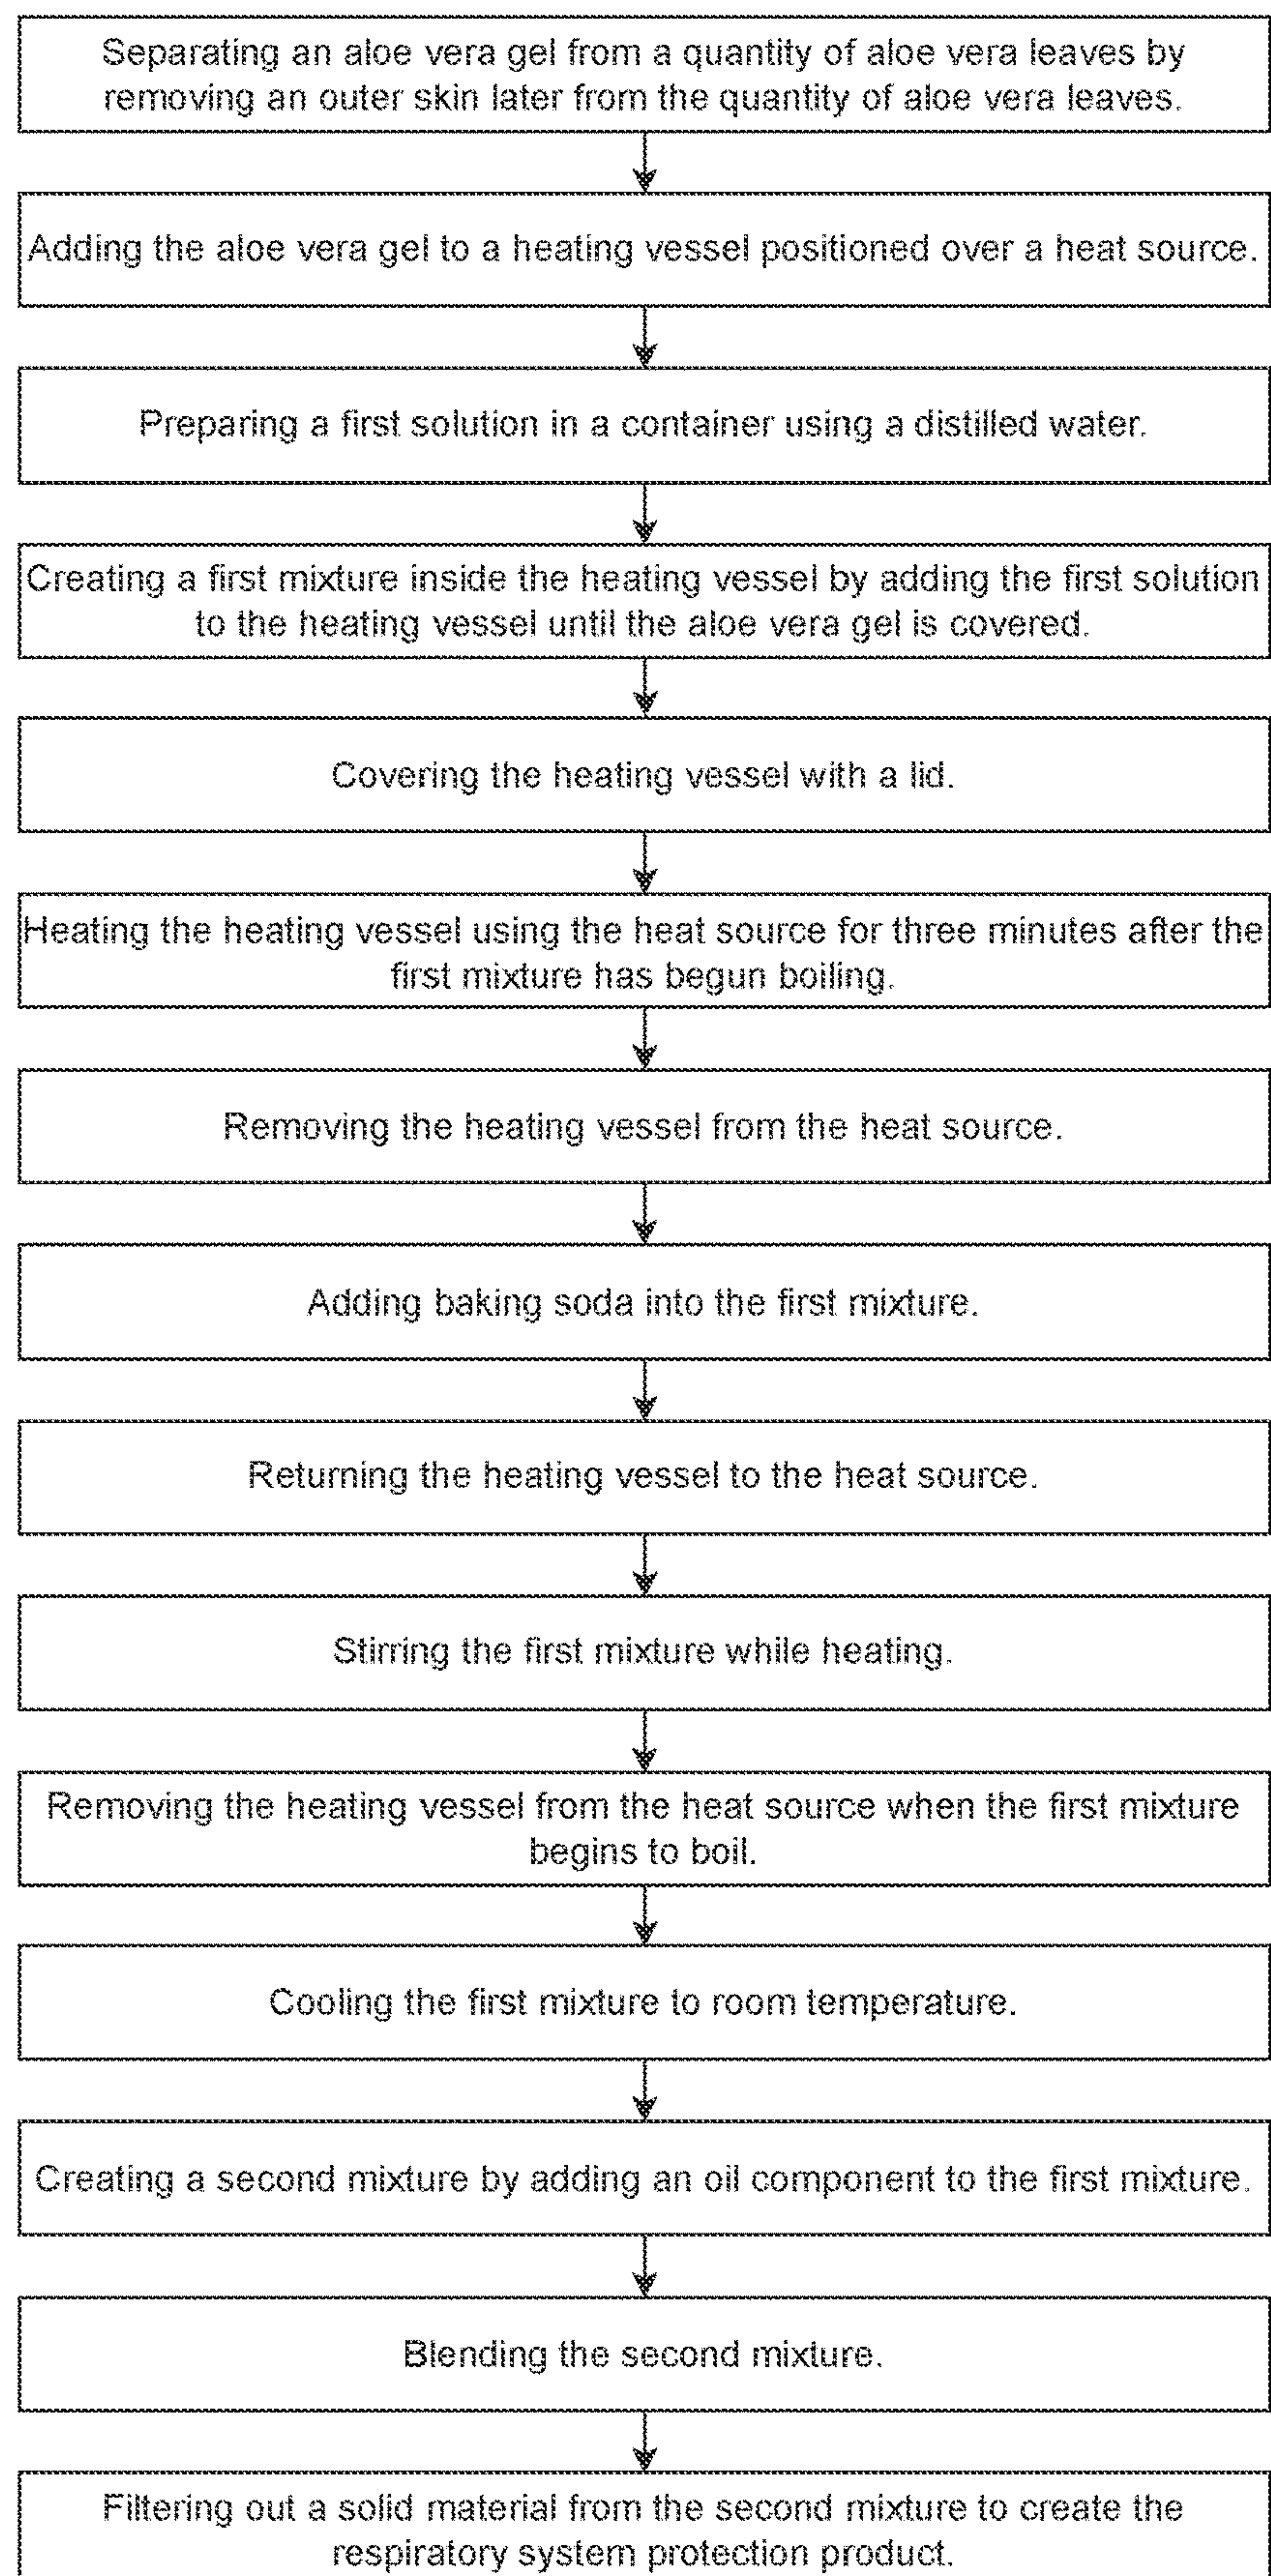 Separating an aloe vera gel from a quantity of aloe vera leaves by
removing an outer skin later from the quantity of aloe vera leaves.
Adding the aloe vera gel to a heating vessel positioned over a heat source.
Preparing a first solution in a container using a distilled water.
Creating a first mixture inside the heating vessel by adding the first solution
to the heating vessel until the aloe vera gel is covered.
Covering the heating vessel with a lid.
Heating the heating vessel using the heat source for three minutes after the
first mixture has begun boiling.
Removing the heating vessel from the heat source.
Adding baking soda into the first mixture.
Returning the heating vessel to the heat source.
Stirring the first mixture while heating.
Removing the heating vessel from the heat source when the first mixture
begins to boil.
Cooling the first mixture to room temperature.
Creating a second mixture by adding an oil component to the first mixture.
Blending the second mixture.
Filtering out a solid material from the second mixture to create the
respiratory system protection product.